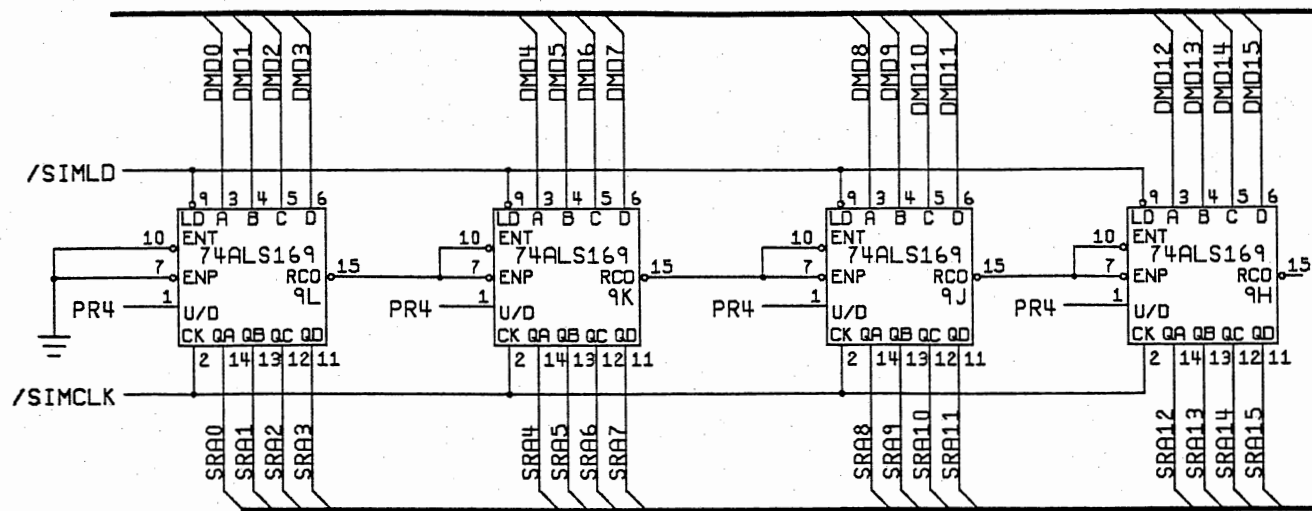 DMD0 DMD1 DMD2 DMD3 DMD4 DMD5 DMD6 DMD7 DMD8 DMD9 DMD10 DMD11 DMD12 DMD13 DMD14 DMD15
/SIMLD
9 3 4 5 6 9 3 4 5 6 9 3 4 5 6 9 3 4 5 6
LD A B C D LD A B C D LD A B C D LD A B C D
10 ENT 10 ENT 10 ENT 10 ENT
74ALS169 74ALS169 74ALS169 74ALS169
7 ENP RCO 15 7 ENP RCO 15 7 ENP RCO 15 7 ENP RCO 15
9L 9K 9J 9H
PR4 1 U/D PR4 1 U/D PR4 1 U/D PR4 1 U/D
CK QA QB QC QD CK QA QB QC QD CK QA QB QC QD CK QA QB QC QD
2 14 13 12 11 2 14 13 12 11 2 14 13 12 11 2 14 13 12 11
/SIMCLK
SRA0 SRA1 SRA2 SRA3 SRA4 SRA5 SRA6 SRA7 SRA8 SRA9 SRA10 SRA11 SRA12 SRA13 SRA14 SRA15